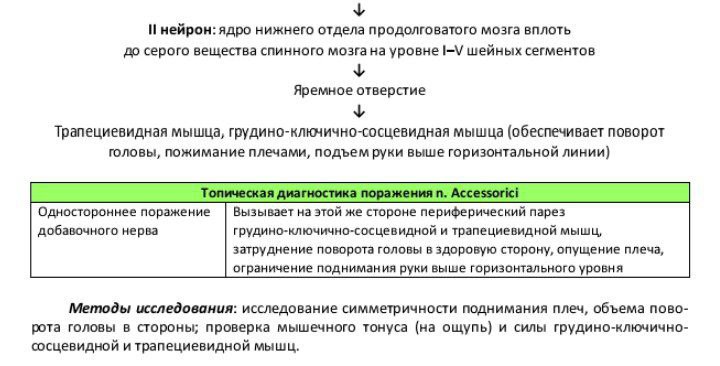 ↓
II нейрон: ядро нижнего отдела продолговатого мозга вплоть
до серого вещества спинного мозга на уровне I–V шейных сегментов
↓
Яремное отверстие
↓
Трапециевидная мышца, грудино-ключично-сосцевидная мышца (обеспечивает поворот
головы, пожимание плечами, подъем руки выше горизонтальной линии)
Топическая диагностика поражения n. Accessorici
Одностороннее поражение
добавочного нерва
Вызывает на этой же стороне периферический парез
грудино-ключично-сосцевидной и трапециевидной мышц,
затруднение поворота головы в здоровую сторону, опущение плеча,
ограничение поднимания руки выше горизонтального уровня
Методы исследования: исследование симметричности поднимания плеч, объема пово-
рота головы в стороны; проверка мышечного тонуса (на ощупь) и силы грудино-ключично-
сосцевидной и трапециевидной мышц.